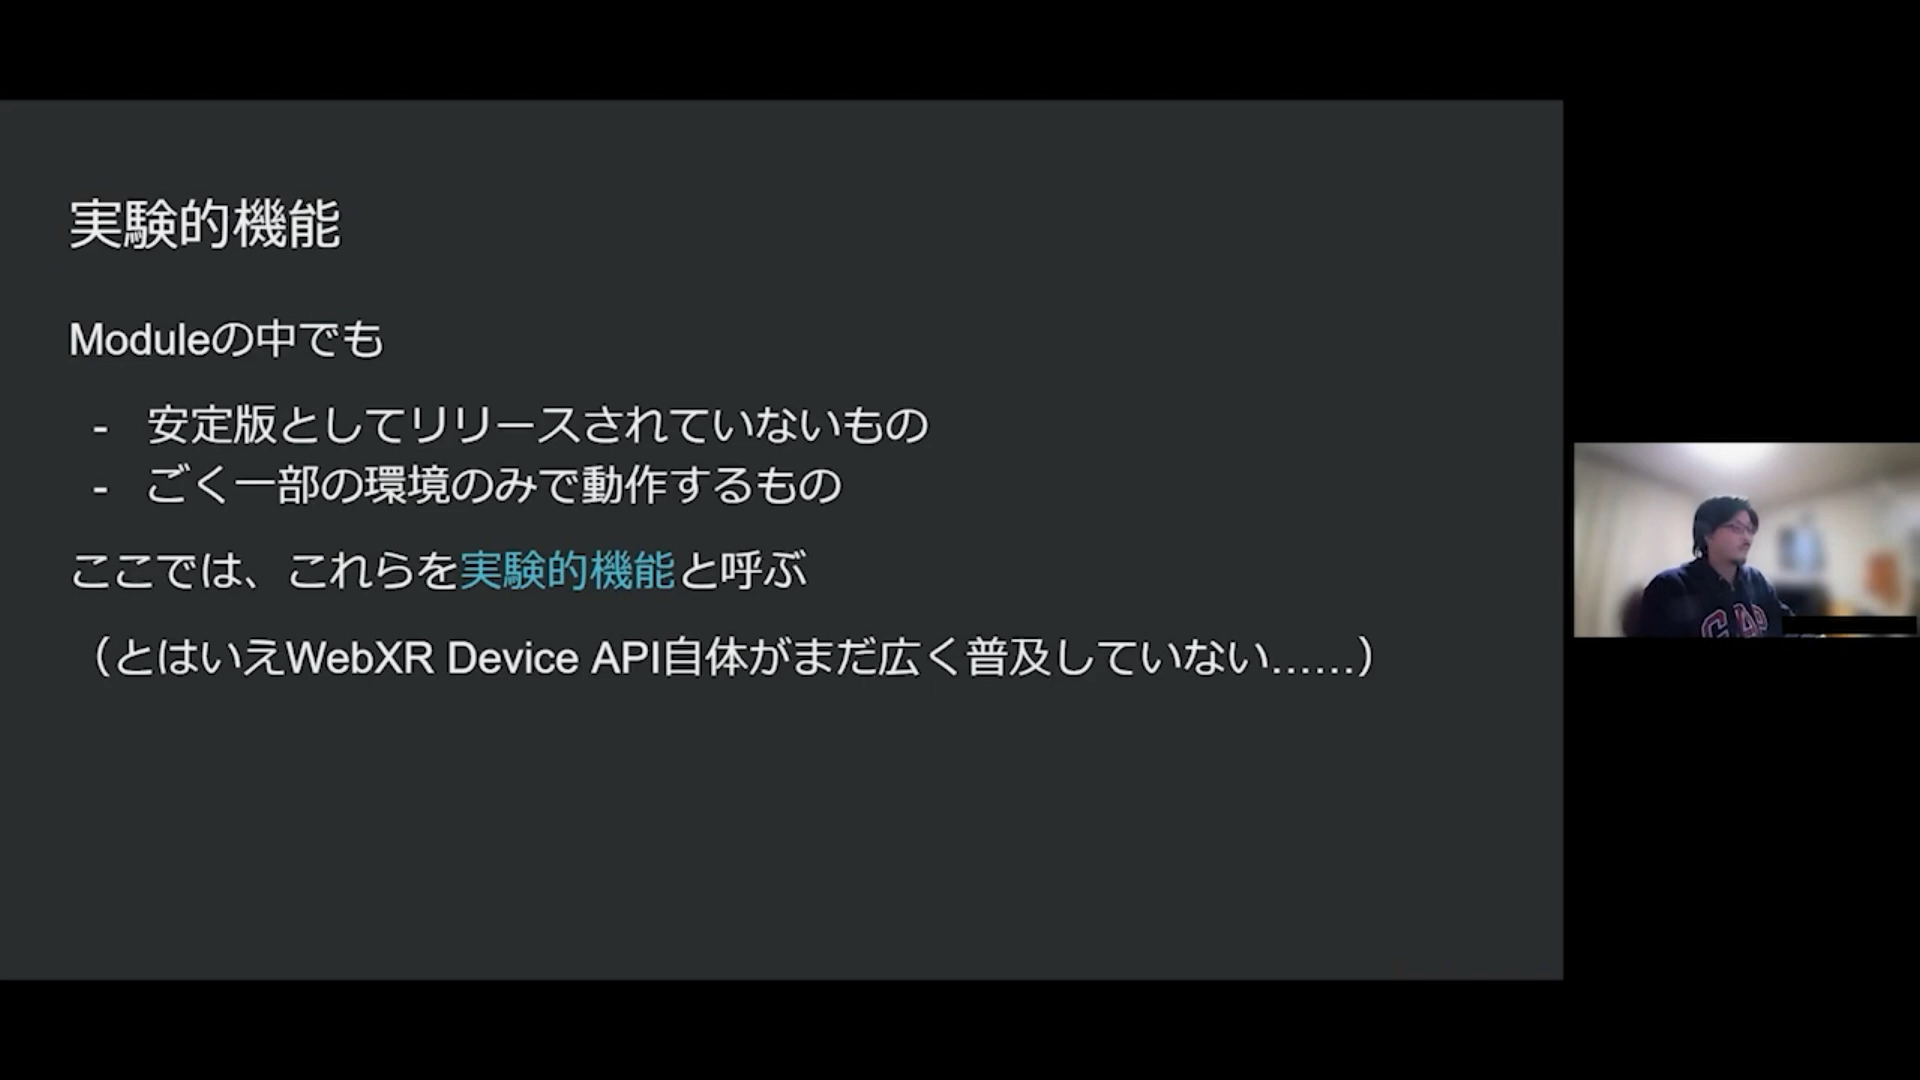 実験的機能
Moduleの中でも
- 安定版としてリリースされていないもの
- ごく一部の環境のみで動作するもの
ここでは、これらを実験的機能と呼ぶ
（とはいえWebXR Device API自体がまだ広く普及していない……）
GAP